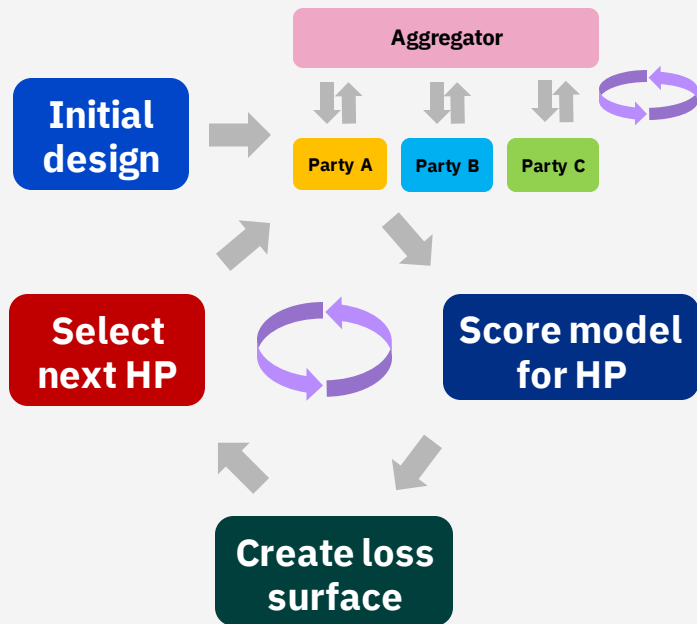 Aggregator
Initial
design
Party A
Party B
Party C
Select
next HP
Score model
for HP
Create loss
surface